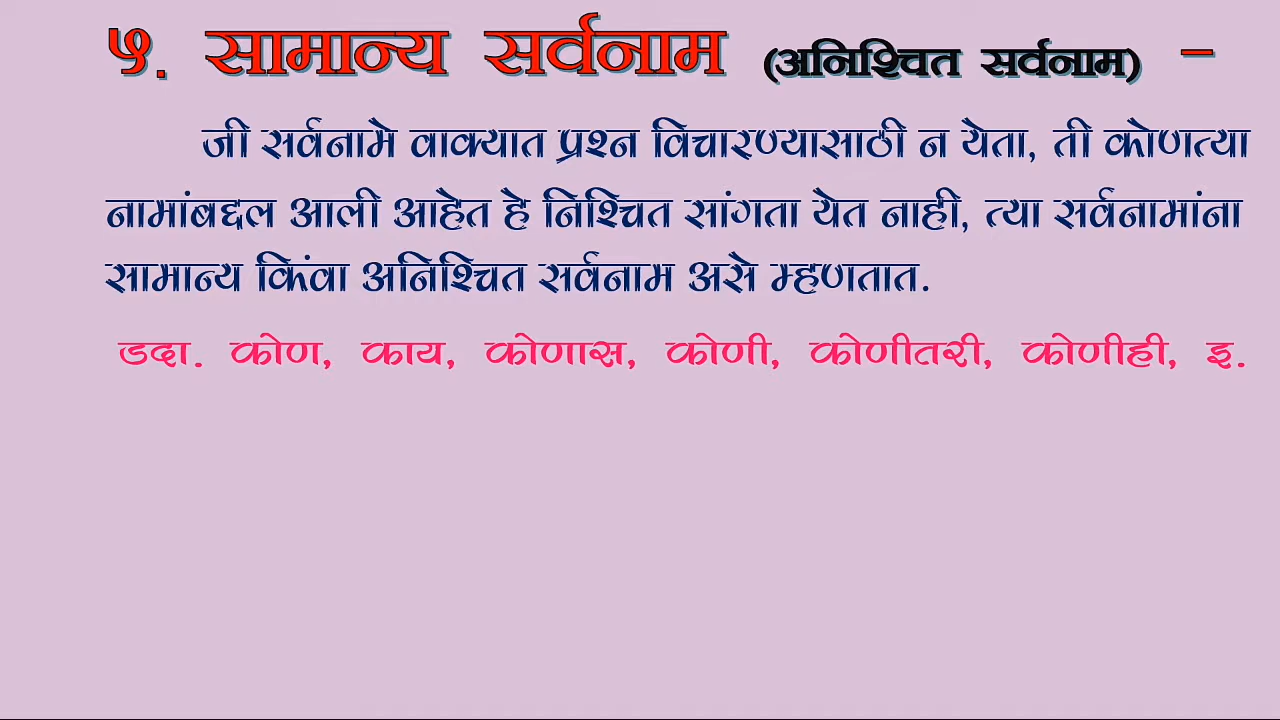 ५. सामान्य सर्वनाम (अनिश्चित सर्वनाम) –
जी सर्वनामे वाक्यात प्रश्न विचारण्यासाठी न येता, ती कोणत्या
नामांबद्दल आली आहेत हे निश्चित सांगता येत नाही, त्या सर्वनामांना
सामान्य किंवा अनिश्चित सर्वनाम असे म्हणतात.
डदा. कोण, काय, कोणास, कोणी, कोणीतरी, कोणीही, इ.